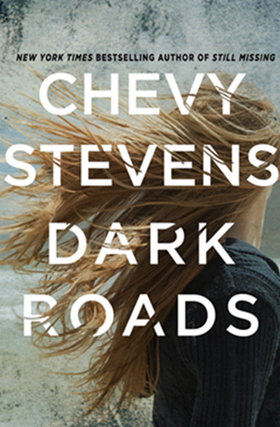 NEW YORK TIMES BESTSELLING AUTHOR OF STILL MISSING
CHEVY
STEVENS
DARK
ROADS